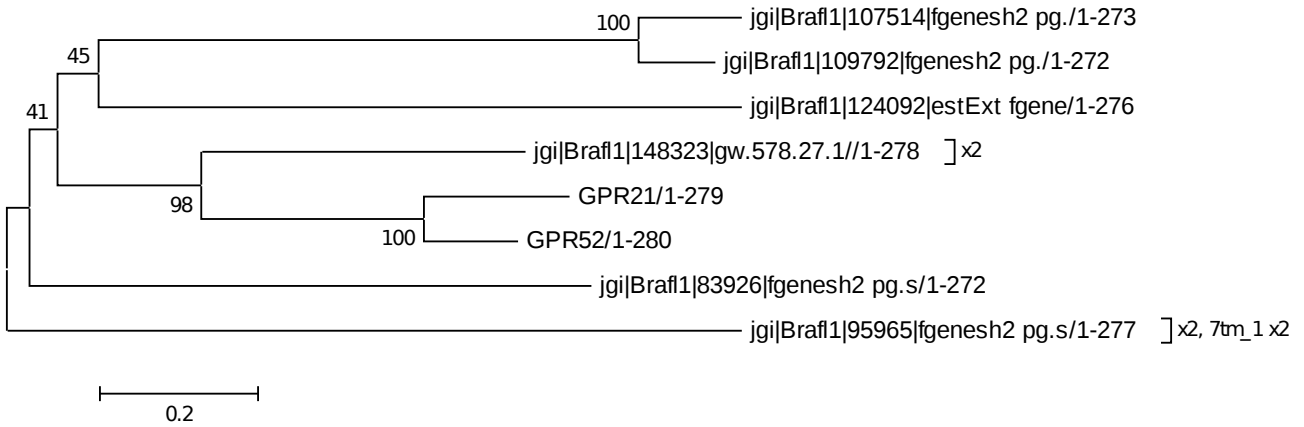 100
jgi|Brafl1|107514|fgenesh2 pg./1-273
45
jgi|Brafl1|109792|fgenesh2 pg./1-272
41
jgi|Brafl1|124092|estExt fgene/1-276
jgi|Brafl1|148323|gw.578.27.1//1-278 x2
98
GPR21/1-279
100
GPR52/1-280
jgi|Brafl1|83926|fgenesh2 pg.s/1-272
jgi|Brafl1|95965|fgenesh2 pg.s/1-277 x2, 7tm_1 x2
0.2